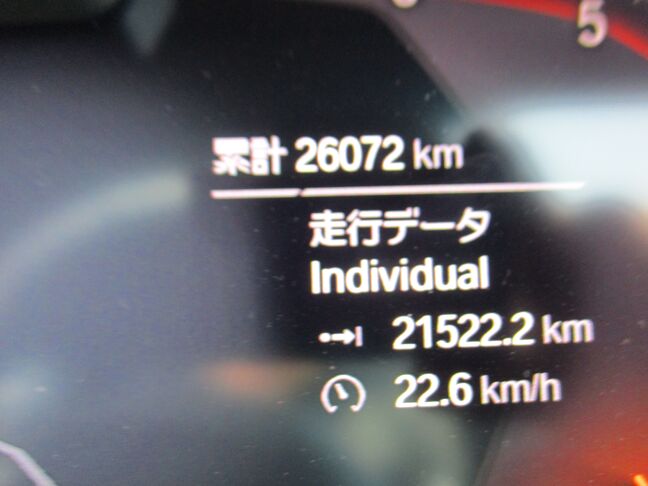 5
累計 26072 km
走行データ
Individual
21522.2 km
22.6 km/h